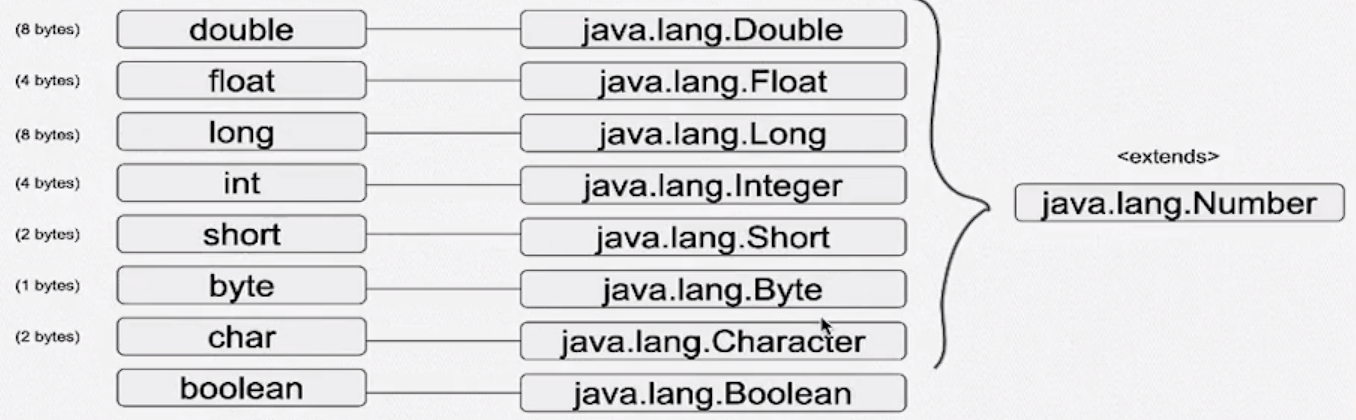 (8 bytes) double java.lang.Double
(4 bytes) float java.lang.Float
(8 bytes) long java.lang.Long
<extends>
(4 bytes) int java.lang.Integer
java.lang.Number
(2 bytes) short java.lang.Short
(1 bytes) byte java.lang.Byte
(2 bytes) char java.lang.Character
boolean java.lang.Boolean